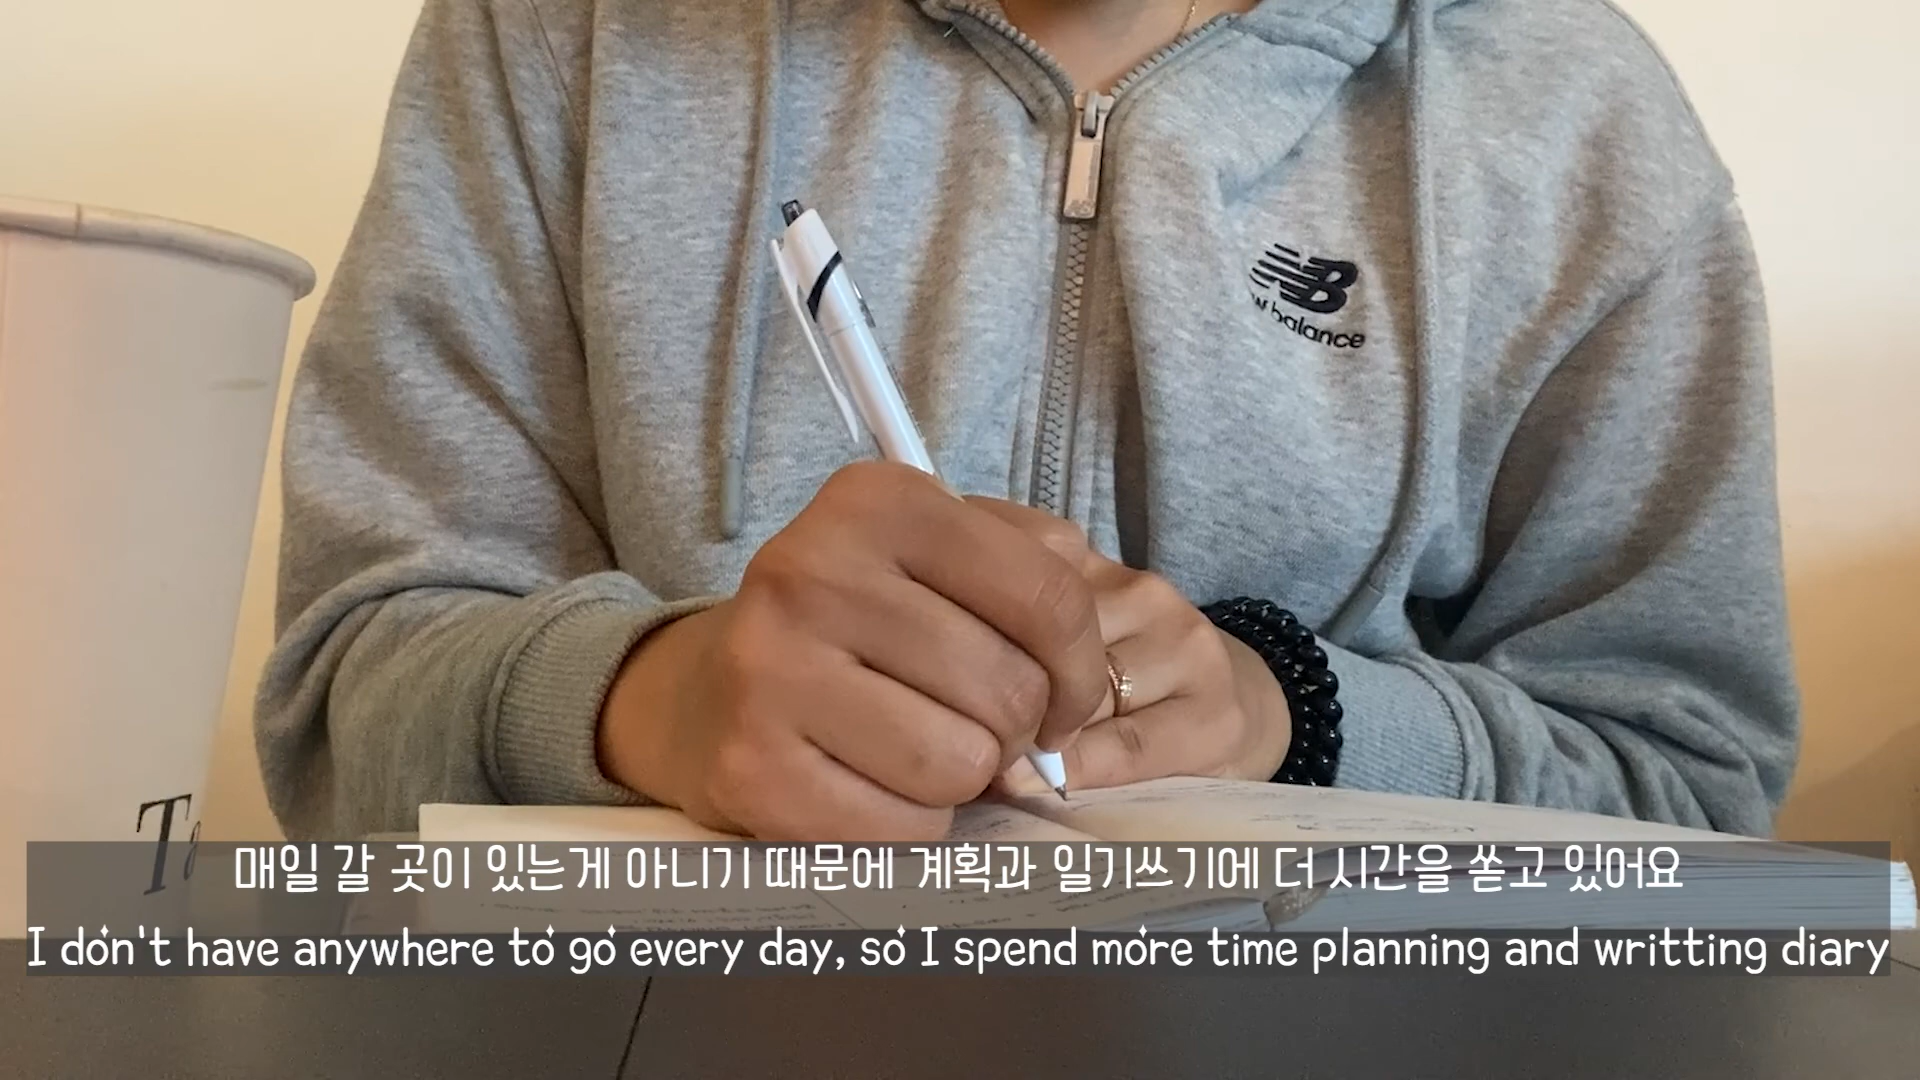 balance
매일 갈 곳이 있는게 아니기 때문에 계획과 일기쓰기에 더 시간을 쏟고 있어요
I don't have anywhere to go every day, so I spend more time planning and writting diary